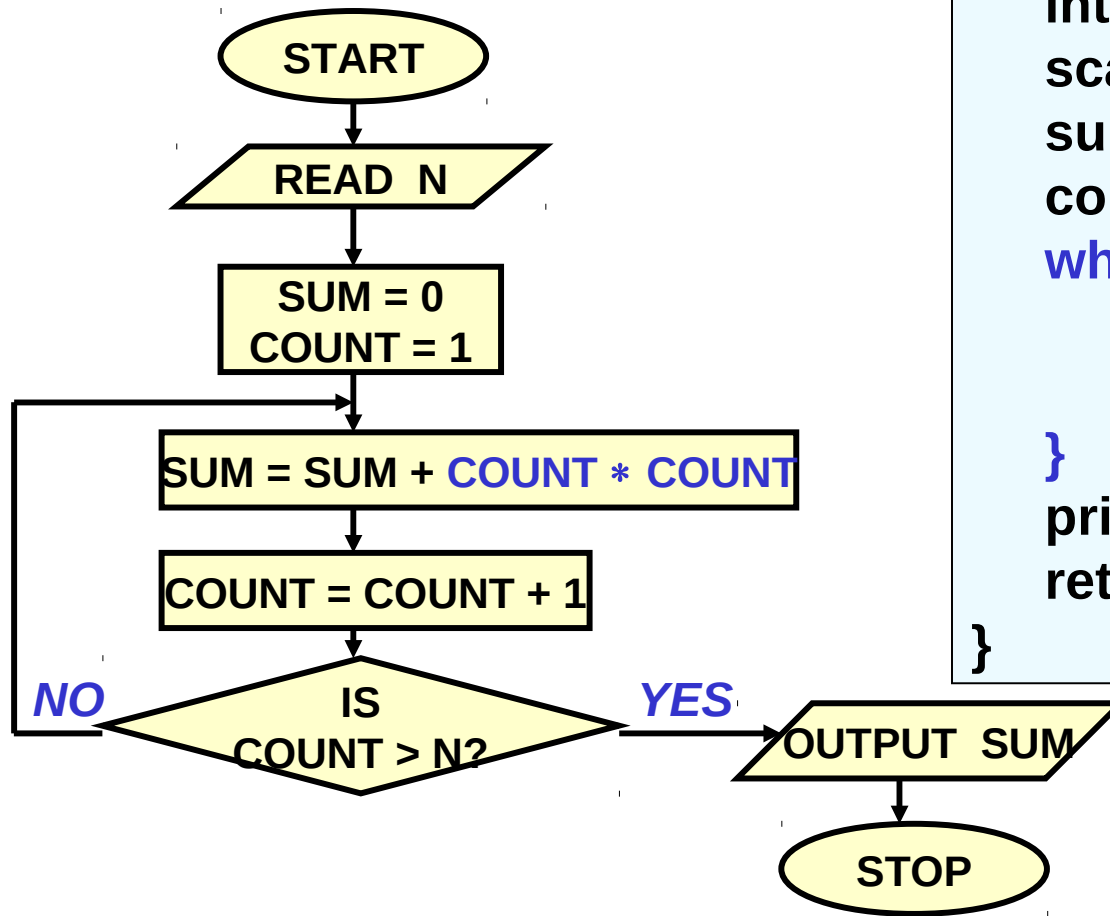 START
READ N
SUM = 0
COUNT = 1
SUM = SUM + COUNT * COUNT
COUNT = COUNT + 1
IS
COUNT > N?
NO
YES
OUTPUT SUM
STOP
}
}